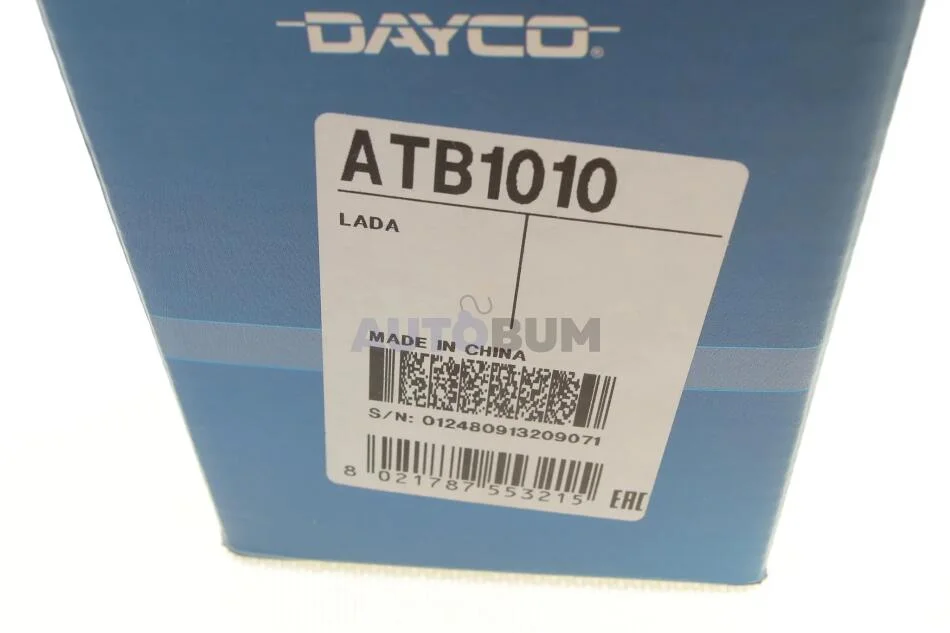 DAYCO®
ATB1010
LADA
AUTOBUM
MADE IN CHINA
S/N: 012480913209071
8 021787 553215
EAC